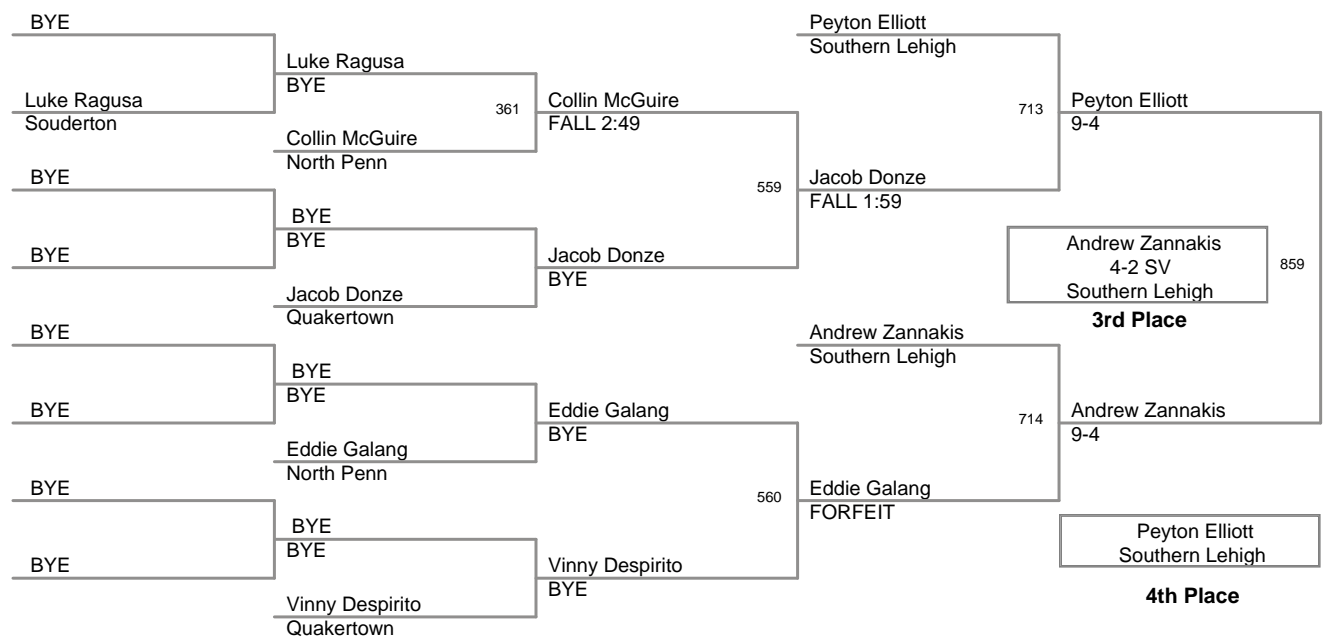 BYE
Peyton Elliott
Southern Lehigh
Luke Ragusa
BYE
Luke Ragusa
Souderton
361
Collin McGuire
FALL 2:49
713
Peyton Elliott
9-4
Collin McGuire
North Penn
BYE
559
Jacob Donze
FALL 1:59
BYE
BYE
BYE
Jacob Donze
BYE
Andrew Zannakis
4-2 SV
Southern Lehigh
859
3rd Place
Jacob Donze
Quakertown
BYE
Andrew Zannakis
Southern Lehigh
BYE
BYE
BYE
Eddie Galang
BYE
714
Andrew Zannakis
9-4
Eddie Galang
North Penn
BYE
560
Eddie Galang
FORFEIT
BYE
BYE
Peyton Elliott
Southern Lehigh
4th Place
BYE
Vinny Despirito
BYE
Vinny Despirito
Quakertown